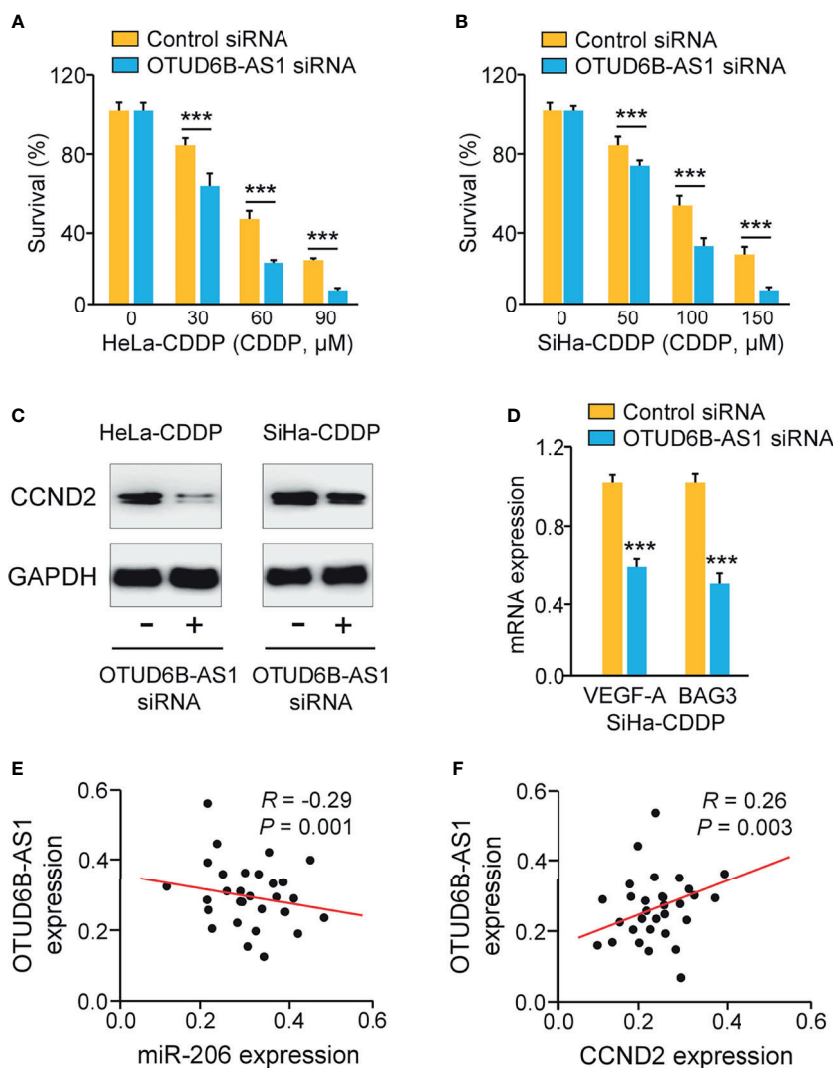 A
Control siRNA
OTUD6B-AS1 siRNA
Survival (%)
120
80
40
0
***
***
***
0 30 60 90
HeLa-CDDP (CDDP, μM)
B
Control siRNA
OTUD6B-AS1 siRNA
Survival (%)
120
80
40
0
***
***
***
0 50 100 150
SiHa-CDDP (CDDP, μM)
C
HeLa-CDDP SiHa-CDDP
CCND2
GAPDH
- + - +
OTUD6B-AS1 OTUD6B-AS1
siRNA siRNA
D
Control siRNA
OTUD6B-AS1 siRNA
mRNA expression
1.2
0.8
0.4
0.0
***
***
VEGF-A BAG3
SiHa-CDDP
E
OTUD6B-AS1
expression
0.6
0.4
0.2
0.0
R = -0.29
P = 0.001
0.0 0.2 0.4 0.6
miR-206 expression
F
OTUD6B-AS1
expression
0.6
0.4
0.2
0.0
R = 0.26
P = 0.003
0.0 0.2 0.4 0.6
CCND2 expression